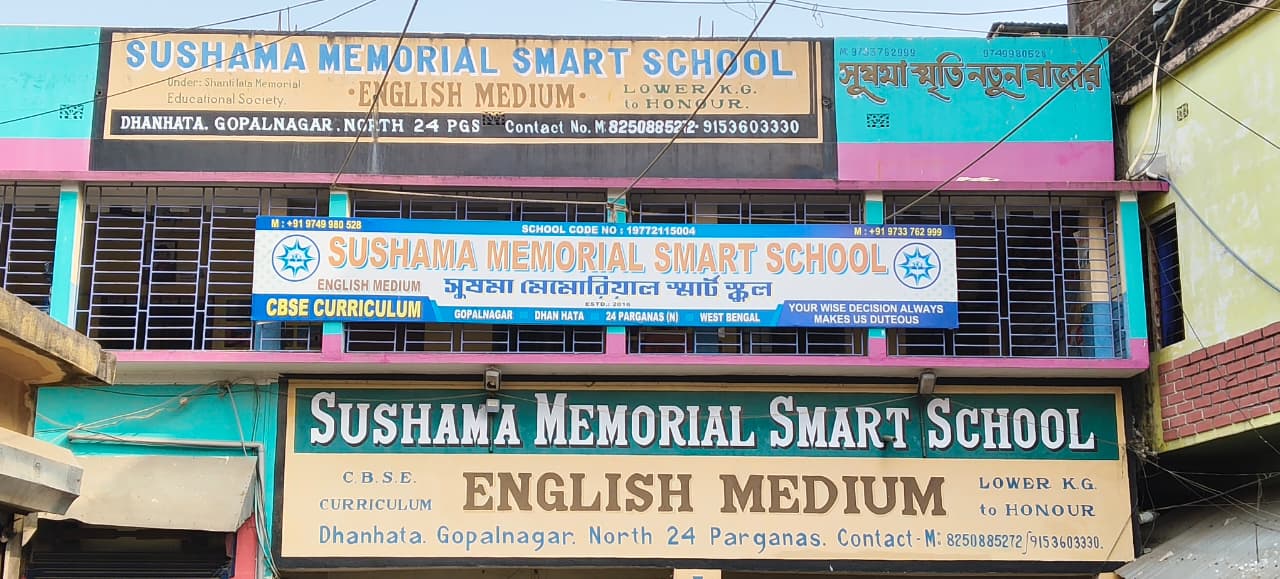 SUSHAMA MEMORIAL SMART SCHOOL
Under: Shantilata Memorial
Educational Society.
·ENGLISH MEDIUM·
LOWER K.G.
to HONOUR.
DHANHATA. GOPALNAGAR. NORTH 24 PGS Contact No. M: 8250885272-9153603330
M: 9733762999 9749980528
সুষমা স্মৃতি নতুন বাজার
M : +91 9749 980 528 SCHOOL CODE NO : 19772115004 M : +91 9733 762 999
SUSHAMA MEMORIAL SMART SCHOOL
ENGLISH MEDIUM সুষমা মেমোরিয়াল স্মার্ট স্কুল
ESTD.: 2016
CBSE CURRICULUM GOPALNAGAR DHAN HATA 24 PARGANAS (N) WEST BENGAL
YOUR WISE DECISION ALWAYS
MAKES US DUTEOUS
SUSHAMA MEMORIAL SMART SCHOOL
C.B.S.E.
CURRICULUM
ENGLISH MEDIUM
LOWER K.G.
to HONOUR
Dhanhata. Gopalnagar. North 24 Parganas. Contact-M: 8250885272/9153603330.